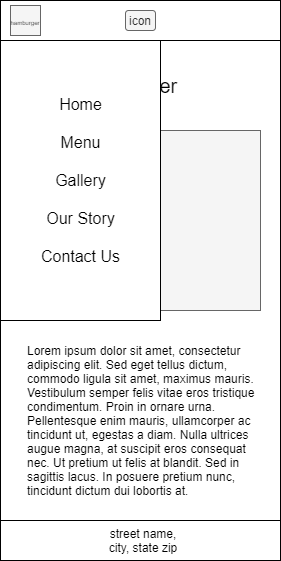 hamburger
icon
er
Home
Menu
Gallery
Our Story
Contact Us
Lorem ipsum dolor sit amet, consectetur
adipiscing elit. Sed eget tellus dictum,
commodo ligula sit amet, maximus mauris.
Vestibulum semper felis vitae eros tristique
condimentum. Proin in ornare urna.
Pellentesque enim mauris, ullamcorper ac
tincidunt ut, egestas a diam. Nulla ultrices
augue magna, at suscipit eros consequat
nec. Ut pretium ut felis at blandit. Sed in
sagittis lacus. In posuere pretium nunc,
tincidunt dictum dui lobortis at.
street name,
city, state zip